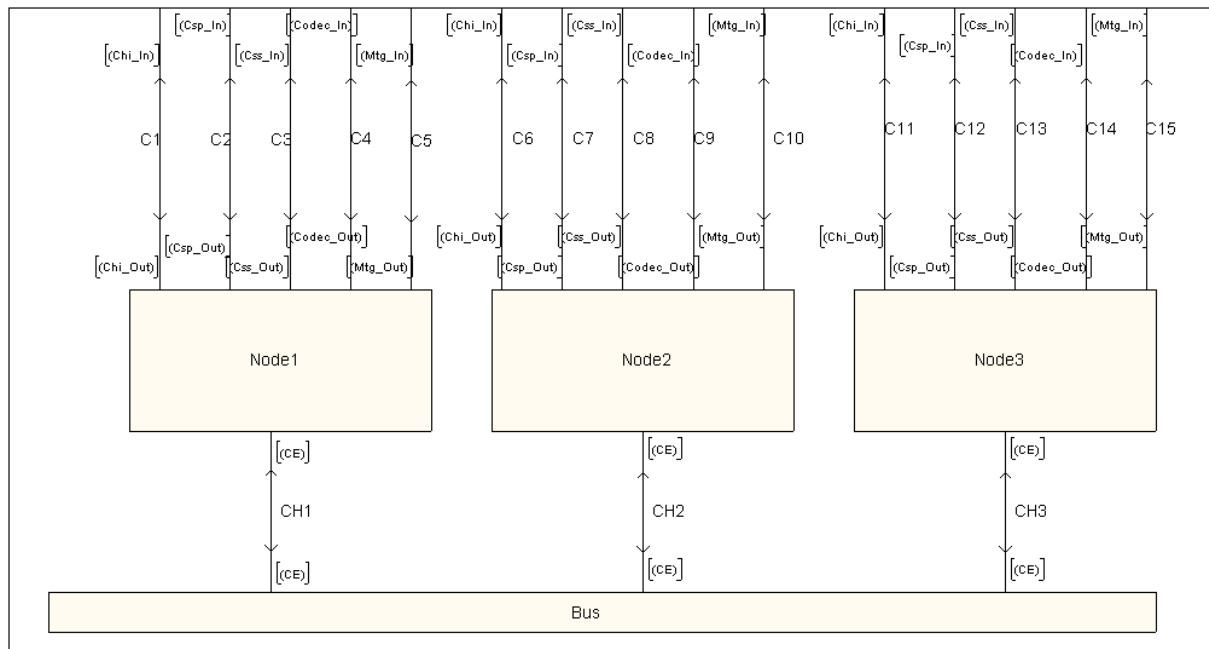 [(Csp_In)] [(Codec_In)] [(Chi_In)] [(Css_In)] [(Mtg_In)] [(Chi_In)] [(Css_In)] [(Mtg_In)]
[(Chi_In)] [(Css_In)] [(Mtg_In)] [(Csp_In)] [(Codec_In)] [(Csp_In)] [(Codec_In)]
C1 C2 C3 C4 C5 C6 C7 C8 C9 C10 C11 C12 C13 C14 C15
[(Csp_Out)] [(Codec_Out)] [(Chi_Out)] [(Css_Out)] [(Mtg_Out)] [(Chi_Out)] [(Css_Out)] [(Mtg_Out)]
[(Chi_Out)] [(Css_Out)] [(Mtg_Out)] [(Csp_Out)] [(Codec_Out)] [(Csp_Out)] [(Codec_Out)]
Node1 Node2 Node3
[(CE)] [(CE)] [(CE)]
CH1 CH2 CH3
[(CE)] [(CE)] [(CE)]
Bus